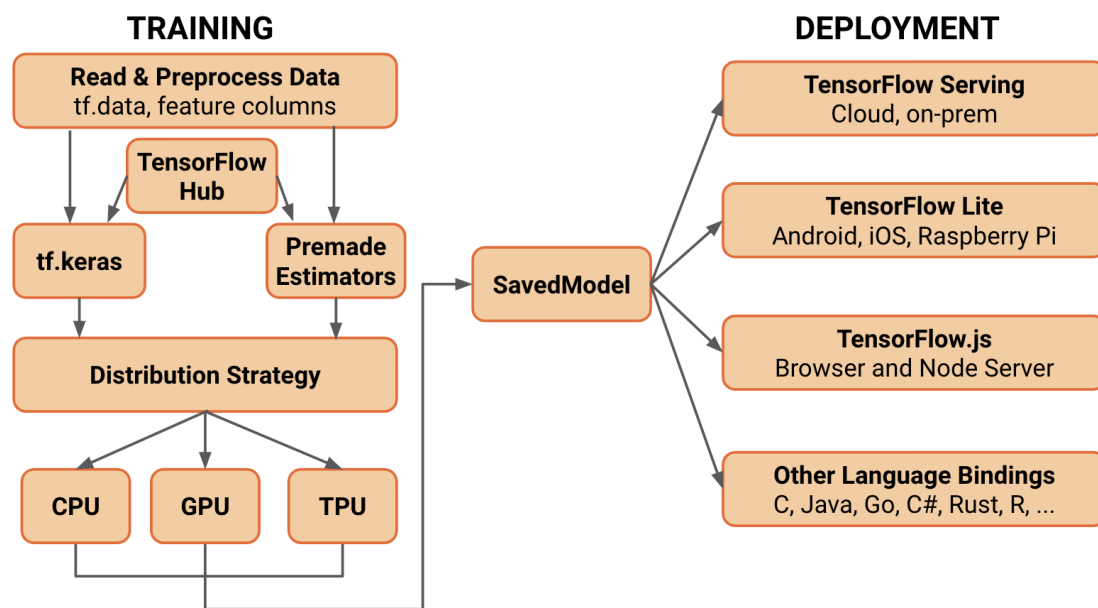 TRAINING
Read & Preprocess Data
tf.data, feature columns
TensorFlow
Hub
tf.keras
Premade
Estimators
Distribution Strategy
CPU
GPU
TPU
SavedModel
DEPLOYMENT
TensorFlow Serving
Cloud, on-prem
TensorFlow Lite
Android, iOS, Raspberry Pi
TensorFlow.js
Browser and Node Server
Other Language Bindings
C, Java, Go, C#, Rust, R, ...